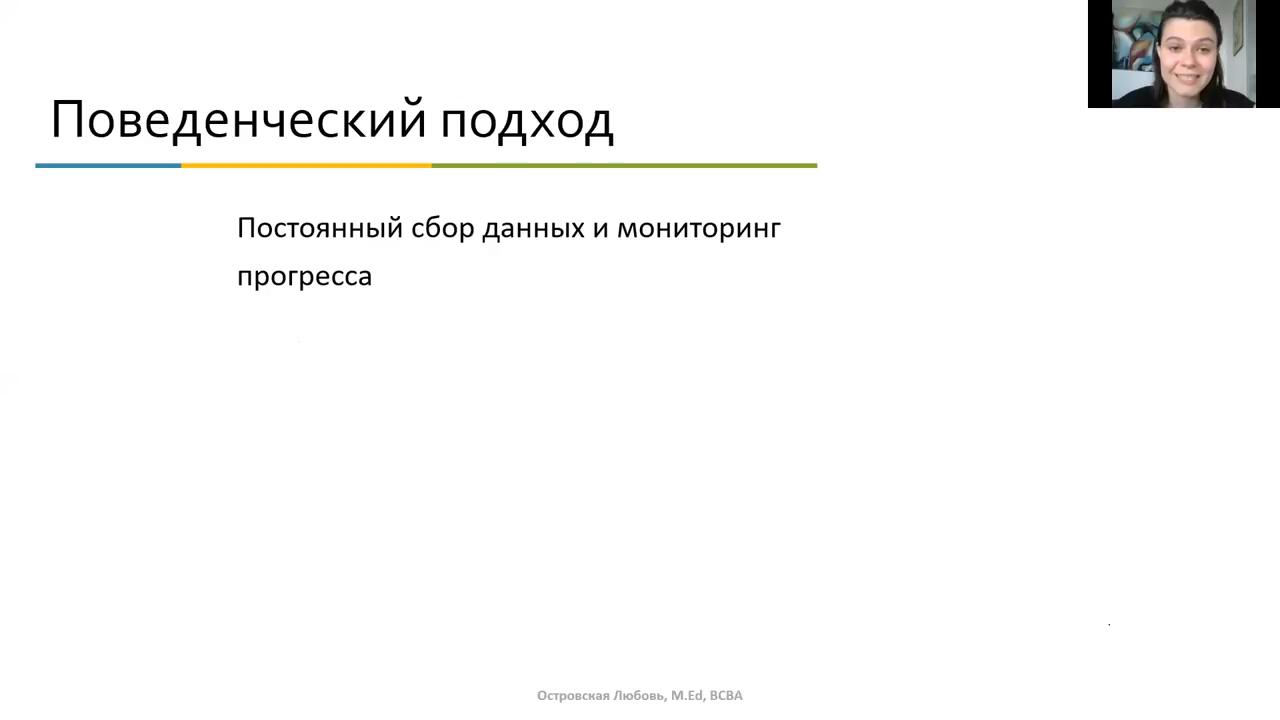 Поведенческий подход
Постоянный сбор данных и мониторинг
прогресса
Островская Любовь, M.Ed, BCBA